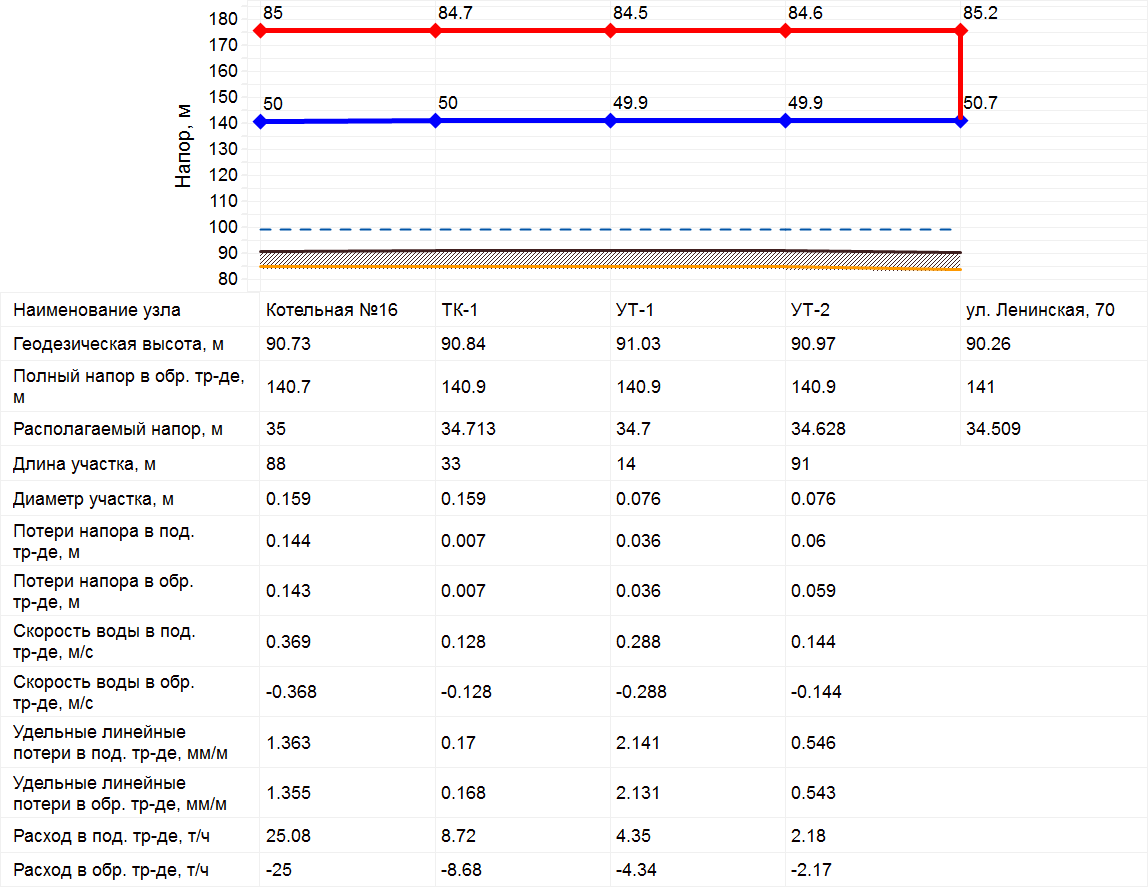 180
170
160
150
140
130
120
110
100
90
80
Напор, м
85 84.7 84.5 84.6 85.2
50 50 49.9 49.9 50.7
Наименование узла Котельная №16 ТК-1 УТ-1 УТ-2 ул. Ленинская, 70
Геодезическая высота, м 90.73 90.84 91.03 90.97 90.26
Полный напор в обр. тр-де,
м 140.7 140.9 140.9 140.9 141
Располагаемый напор, м 35 34.713 34.7 34.628 34.509
Длина участка, м 88 33 14 91
Диаметр участка, м 0.159 0.159 0.076 0.076
Потери напора в под.
тр-де, м 0.144 0.007 0.036 0.06
Потери напора в обр.
тр-де, м 0.143 0.007 0.036 0.059
Скорость воды в под.
тр-де, м/с 0.369 0.128 0.288 0.144
Скорость воды в обр.
тр-де, м/с -0.368 -0.128 -0.288 -0.144
Удельные линейные
потери в под. тр-де, мм/м 1.363 0.17 2.141 0.546
Удельные линейные
потери в обр. тр-де, мм/м 1.355 0.168 2.131 0.543
Расход в под. тр-де, т/ч 25.08 8.72 4.35 2.18
Расход в обр. тр-де, т/ч -25 -8.68 -4.34 -2.17